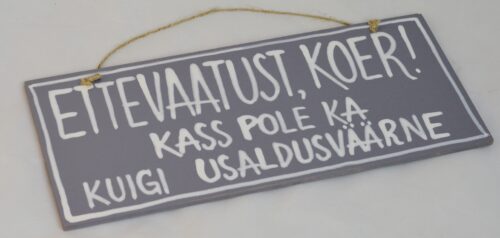 ETTEVAATUST, KOER!
KASS POLE KA
KUIGI USALDUSVÄÄRNE